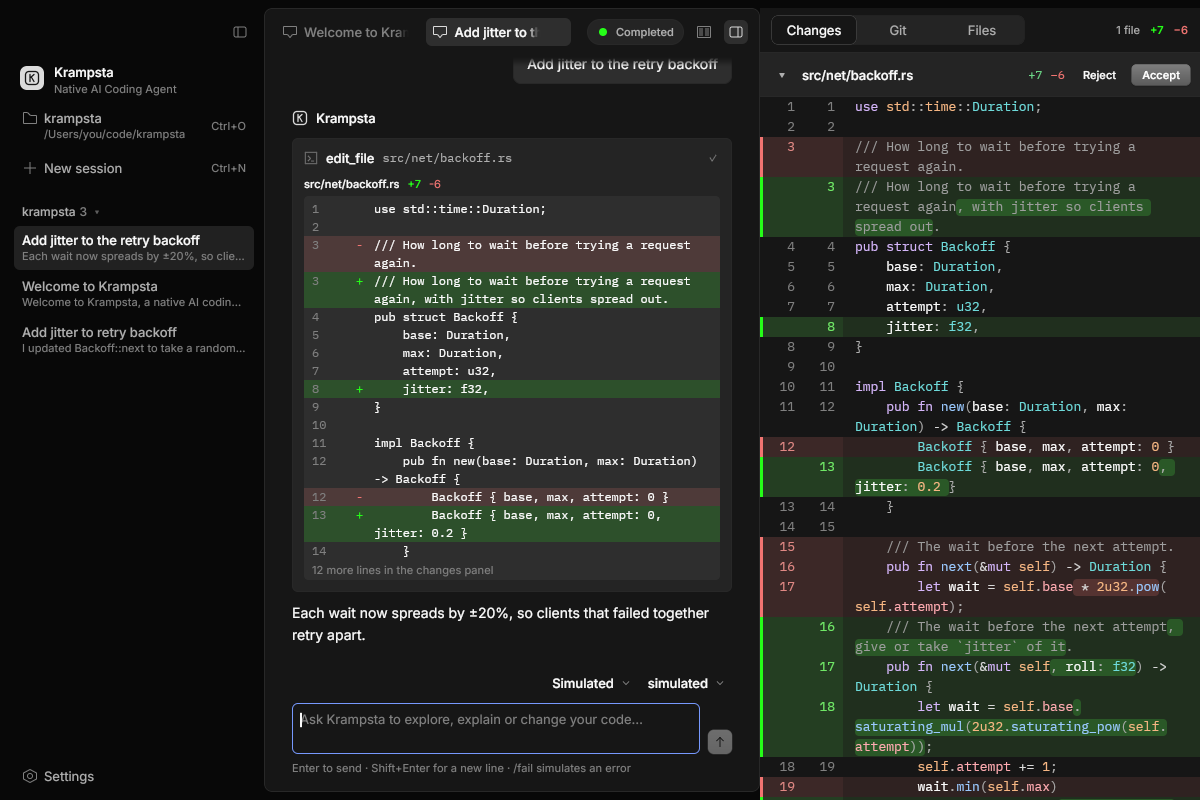 Krampsta
Native AI Coding Agent
krampsta
/Users/you/code/krampsta
Ctrl+O
New session
Ctrl+N
krampsta 3
Add jitter to the retry backoff
Each wait now spreads by ±20%, so clie...
Welcome to Krampsta
Welcome to Krampsta, a native AI codin...
Add jitter to retry backoff
I updated Backoff::next to take a random...
Settings
Welcome to Kra
Add jitter to
Completed
Add jitter to the retry backoff
Krampsta
edit_file src/net/backoff.rs
src/net/backoff.rs +7 -6
1 use std::time::Duration;
2
3 - /// How long to wait before trying a request
again.
3 + /// How long to wait before trying a request
again, with jitter so clients spread out.
4 pub struct Backoff {
5 base: Duration,
6 max: Duration,
7 attempt: u32,
8 + jitter: f32,
9 }
10
11 impl Backoff {
12 pub fn new(base: Duration, max: Duration)
-> Backoff {
12 - Backoff { base, max, attempt: 0 }
13 + Backoff { base, max, attempt: 0,
jitter: 0.2 }
14 }
12 more lines in the changes panel
Each wait now spreads by ±20%, so clients that failed together
retry apart.
Simulated
simulated
Ask Krampsta to explore, explain or change your code...
Enter to send · Shift+Enter for a new line · /fail simulates an error
Changes
Git
Files
1 file +7 −6
src/net/backoff.rs
+7 −6
Reject
Accept
1 1 use std::time::Duration;
2 2
3 /// How long to wait before trying a
request again.
3 /// How long to wait before trying a
request again, with jitter so clients
spread out.
4 4 pub struct Backoff {
5 5 base: Duration,
6 6 max: Duration,
7 7 attempt: u32,
8 jitter: f32,
8 9 }
9 10
10 11 impl Backoff {
11 12 pub fn new(base: Duration, max:
Duration) -> Backoff {
12 Backoff { base, max, attempt: 0 }
13 Backoff { base, max, attempt: 0,
jitter: 0.2 }
13 14 }
14 15
15 /// The wait before the next attempt.
16 pub fn next(&mut self) -> Duration {
17 let wait = self.base * 2u32.pow(
self.attempt);
16 /// The wait before the next attempt,
give or take `jitter` of it.
17 pub fn next(&mut self, roll: f32) ->
Duration {
18 let wait = self.base.
saturating_mul(2u32.saturating_pow(self.
attempt));
18 19 self.attempt += 1;
19 wait.min(self.max)